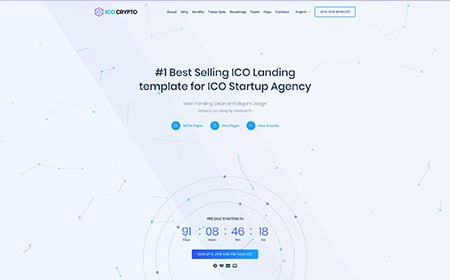 ICO CRYPTO
About Why Benefits Token Sale Roadmap Team Faqs Contact English JOIN OUR WHITELIST
#1 Best Selling ICO Landing
template for ICO Startup Agency
Most Trending, Clean and Elegant Design
based on deeply research.
White Paper One Pager How it works
PRE SALE STARTING IN
91 : 08 : 46 : 18
Days Hours Min Sec
SIGN UP & JOIN OUR PRE-SALE LIST